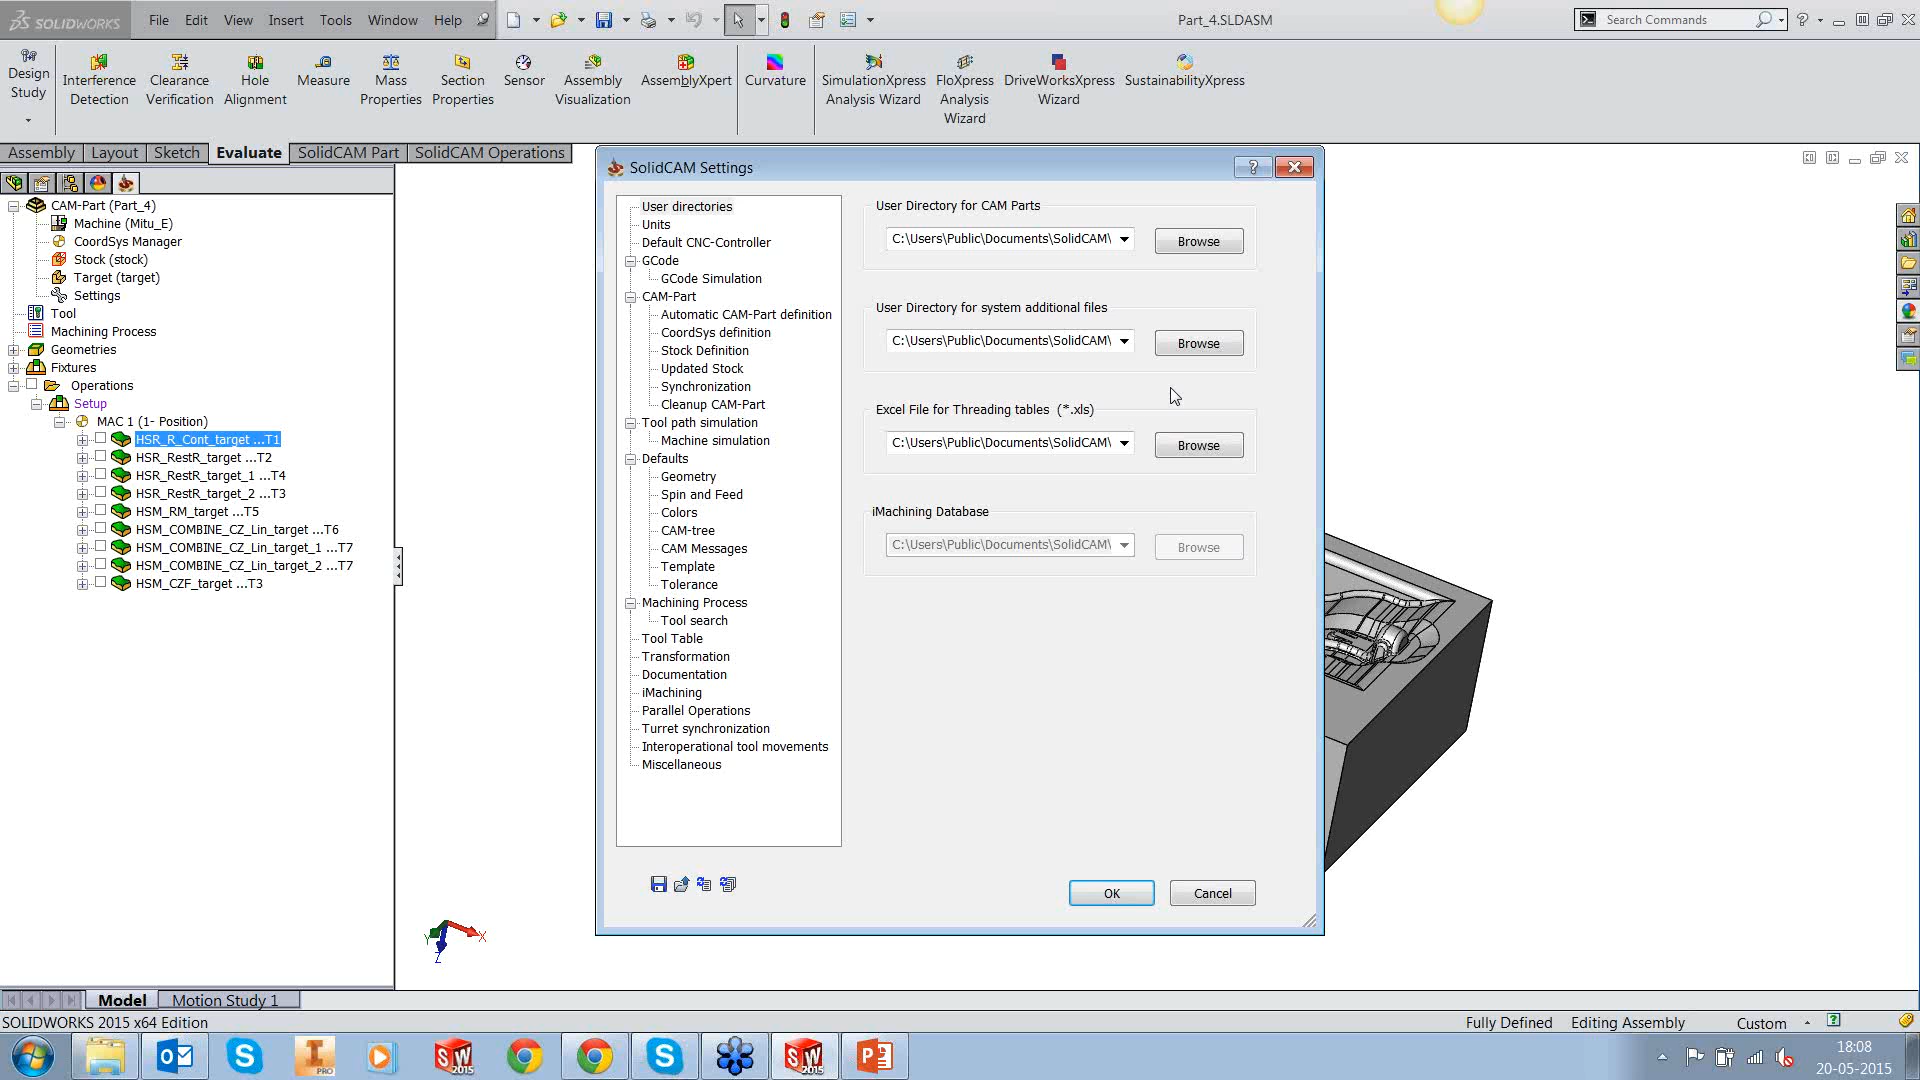 SOLIDWORKS
File Edit View Insert Tools Window Help
Part_4.SLDASM
Search Commands
Design Study
Interference Detection
Clearance Verification
Hole Alignment
Measure
Mass Properties
Section Properties
Sensor
Assembly Visualization
AssemblyXpert
Curvature
SimulationXpress Analysis Wizard
FloXpress Analysis Wizard
DriveWorksXpress Wizard
SustainabilityXpress
Assembly Layout Sketch Evaluate SolidCAM Part SolidCAM Operations
CAM-Part (Part_4)
Machine (Mitu_E)
CoordSys Manager
Stock (stock)
Target (target)
Settings
Tool
Machining Process
Geometries
Fixtures
Operations
Setup
MAC 1 (1- Position)
HSR_R_Cont_target ...T1
HSR_RestR_target ...T2
HSR_RestR_target_1 ...T4
HSR_RestR_target_2 ...T3
HSM_RM_target ...T5
HSM_COMBINE_CZ_Lin_target ...T6
HSM_COMBINE_CZ_Lin_target_1 ...T7
HSM_COMBINE_CZ_Lin_target_2 ...T7
HSM_CZF_target ...T3
SolidCAM Settings
User directories
Units
Default CNC-Controller
GCode
GCode Simulation
CAM-Part
Automatic CAM-Part definition
CoordSys definition
Stock Definition
Updated Stock
Synchronization
Cleanup CAM-Part
Tool path simulation
Machine simulation
Defaults
Geometry
Spin and Feed
Colors
CAM-tree
CAM Messages
Template
Tolerance
Machining Process
Tool search
Tool Table
Transformation
Documentation
iMachining
Parallel Operations
Turret synchronization
Interoperational tool movements
Miscellaneous
User Directory for CAM Parts
C:\Users\Public\Documents\SolidCAM\ Browse
User Directory for system additional files
C:\Users\Public\Documents\SolidCAM\ Browse
Excel File for Threading tables (*.xls)
C:\Users\Public\Documents\SolidCAM\ Browse
iMachining Database
C:\Users\Public\Documents\SolidCAM\ Browse
OK Cancel
X
Y
Z
Model Motion Study 1
SOLIDWORKS 2015 x64 Edition
Fully Defined Editing Assembly Custom
18:08
20-05-2015